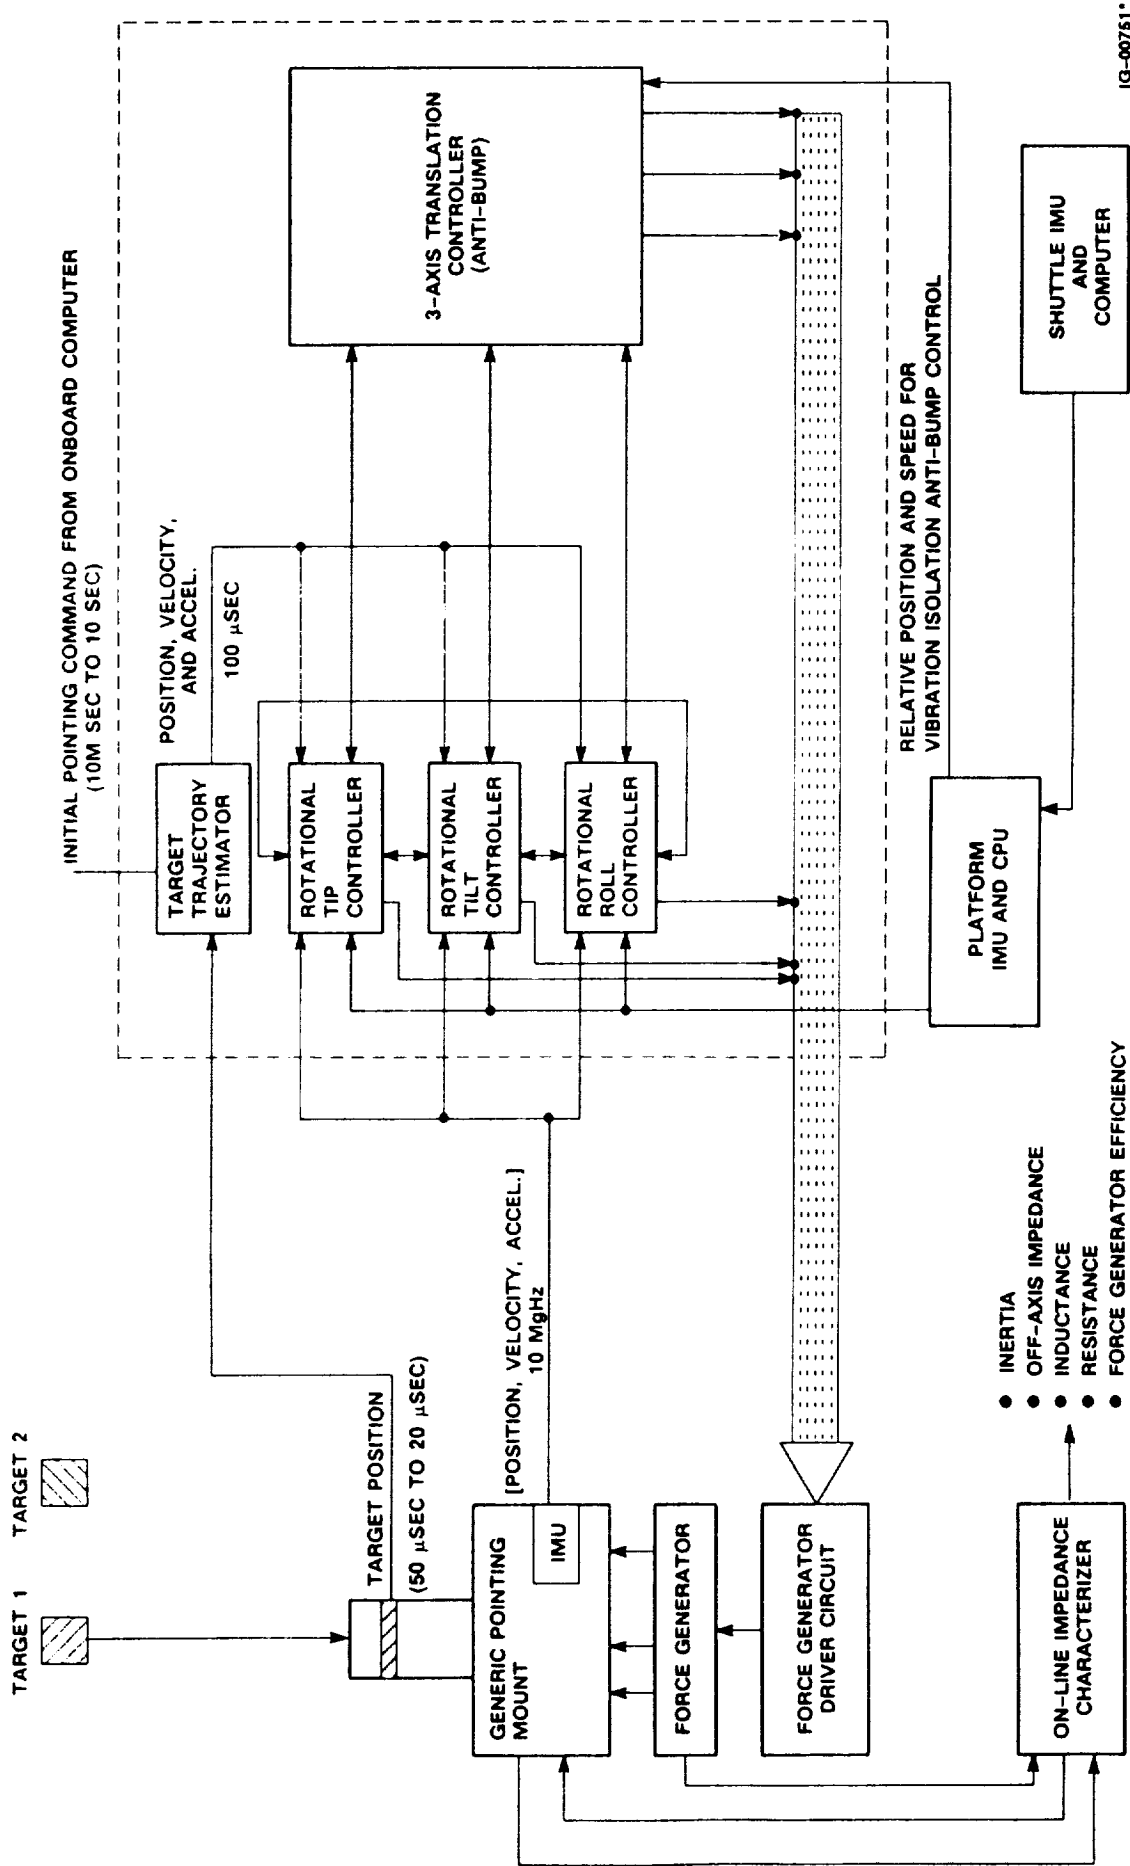 TARGET 1
TARGET 2
INITIAL POINTING COMMAND FROM ONBOARD COMPUTER
(10M SEC TO 10 SEC)
TARGET
TRAJECTORY
ESTIMATOR
POSITION, VELOCITY,
AND ACCEL.
100 μSEC
TARGET POSITION
(50 μSEC TO 20 μSEC)
ROTATIONAL
TIP
CONTROLLER
ROTATIONAL
TILT
CONTROLLER
ROTATIONAL
ROLL
CONTROLLER
3-AXIS TRANSLATION
CONTROLLER
(ANTI-BUMP)
GENERIC POINTING
MOUNT
IMU
[POSITION, VELOCITY, ACCEL.]
10 MgHz
FORCE GENERATOR
FORCE GENERATOR
DRIVER CIRCUIT
RELATIVE POSITION AND SPEED FOR
VIBRATION ISOLATION ANTI-BUMP CONTROL
PLATFORM
IMU AND CPU
SHUTTLE IMU
AND
COMPUTER
ON-LINE IMPEDANCE
CHARACTERIZER
● INERTIA
● OFF-AXIS IMPEDANCE
● INDUCTANCE
● RESISTANCE
● FORCE GENERATOR EFFICIENCY
IG-00751*